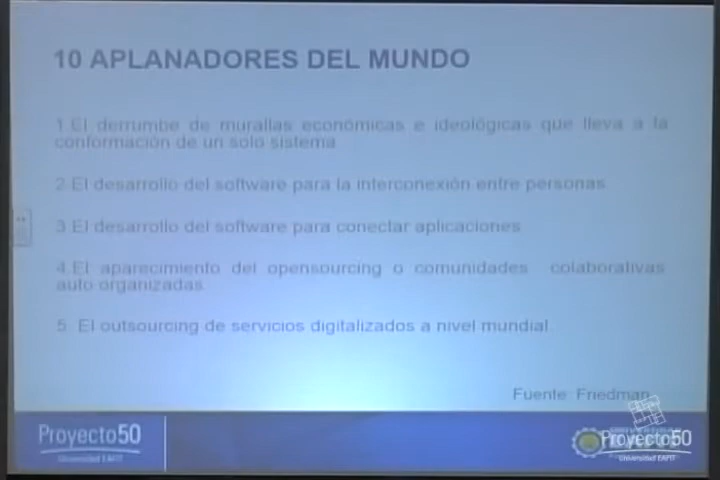 10 APLANADORES DEL MUNDO
1.El derrumbe de murallas económicas e ideológicas que lleva a la
conformación de un solo sistema
2.El desarrollo del software para la interconexión entre personas
3.El desarrollo del software para conectar aplicaciones
4.El aparecimiento del opensourcing o comunidades colaborativas
auto organizadas
5. El outsourcing de servicios digitalizados a nivel mundial
Fuente: Friedman
Proyecto50
Universidad EAFIT
Proyecto50
Universidad EAFIT